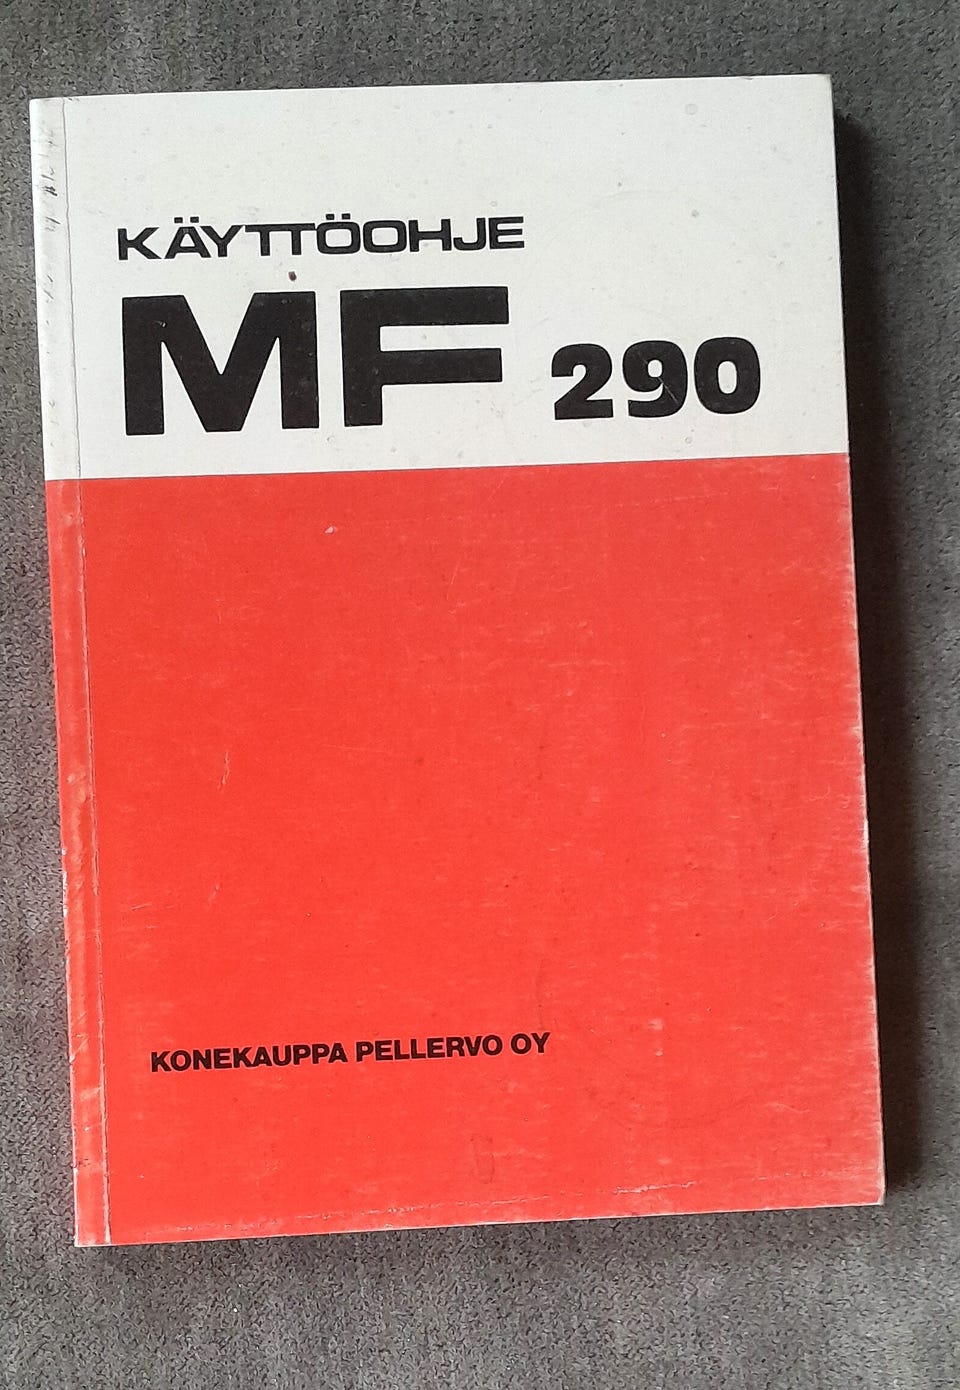 KÄYTTÖOHJE
MF 290
KONEKAUPPA PELLERVO OY